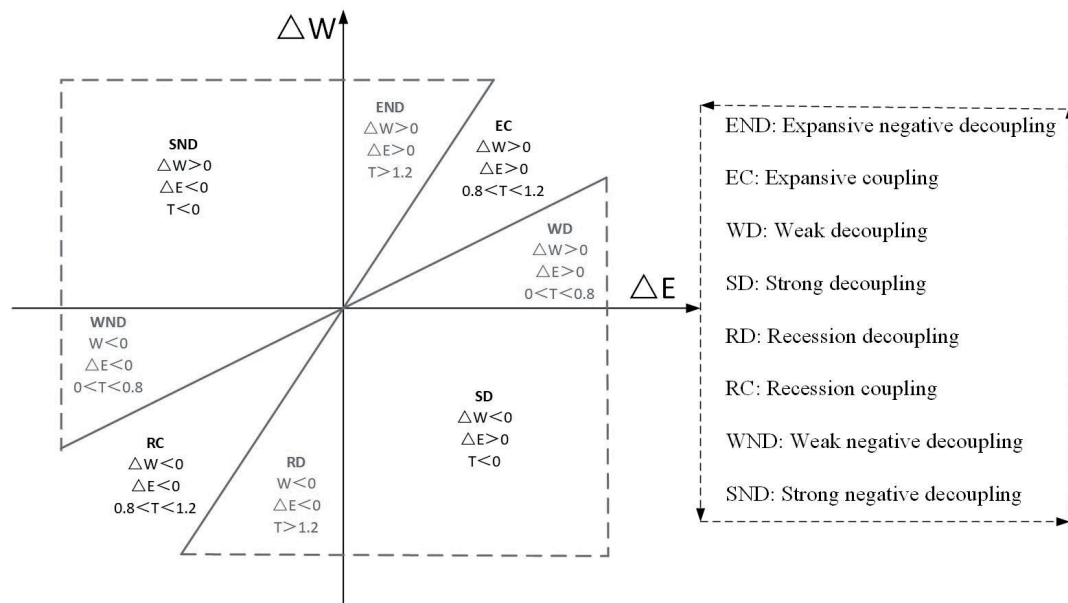 △W
END
△W>0
△E>0
T>1.2
EC
△W>0
△E>0
0.8<T<1.2
SND
△W>0
△E<0
T<0
WD
△W>0
△E>0
0<T<0.8
△E
WND
W<0
△E<0
0<T<0.8
RC
△W<0
△E<0
0.8<T<1.2
RD
W<0
△E<0
T>1.2
SD
△W<0
△E>0
T<0
END: Expansive negative decoupling
EC: Expansive coupling
WD: Weak decoupling
SD: Strong decoupling
RD: Recession decoupling
RC: Recession coupling
WND: Weak negative decoupling
SND: Strong negative decoupling